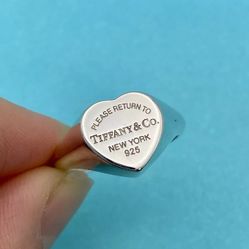 PLEASE RETURN TO
TIFFANY & CO.
NEW YORK
925